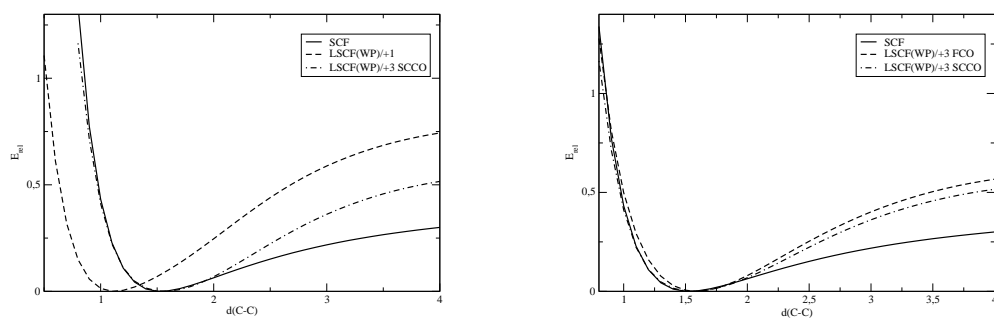 SCF
LSCF(WP)/+1
LSCF(WP)/+3 SCCO
E_rel
1
0,5
0
1 2 3 4
d(C-C)
SCF
LSCF(WP)/+3 FCO
LSCF(WP)/+3 SCCO
E_rel
1
0,5
0
1 1,5 2 2,5 3 3,5 4
d(C-C)